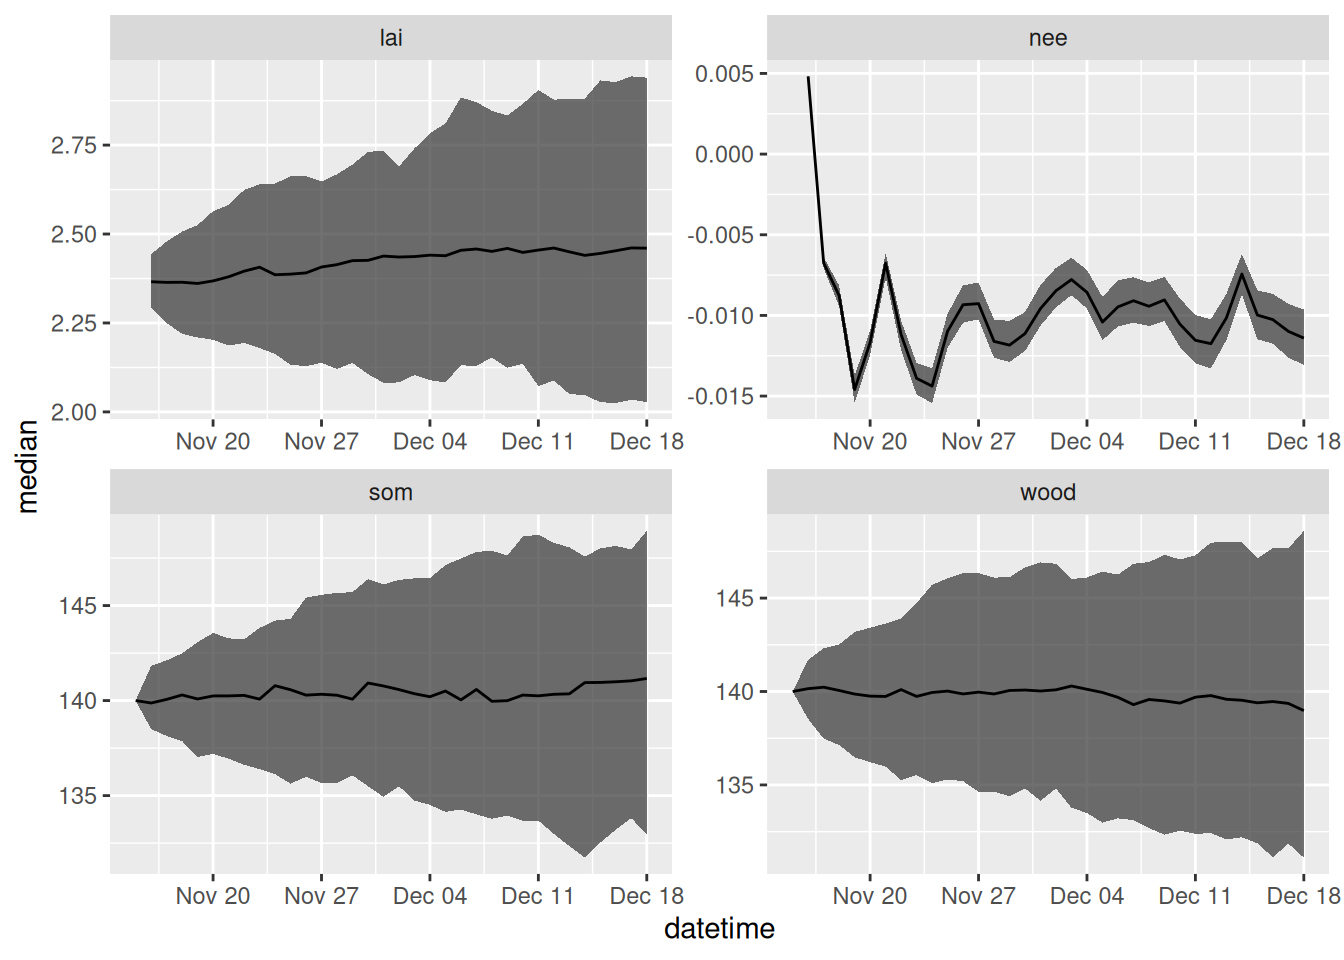 lai
nee
2.75
2.50
2.25
2.00
0.005
0.000
-0.005
-0.010
-0.015
Nov 20 Nov 27 Dec 04 Dec 11 Dec 18
Nov 20 Nov 27 Dec 04 Dec 11 Dec 18
median
som
wood
145
140
135
145
140
135
Nov 20 Nov 27 Dec 04 Dec 11 Dec 18
Nov 20 Nov 27 Dec 04 Dec 11 Dec 18
datetime